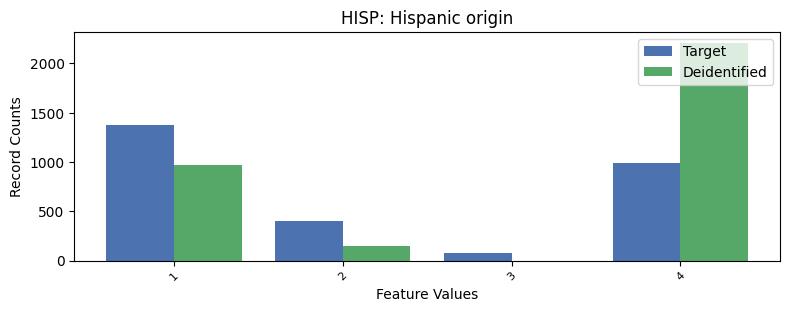 HISP: Hispanic origin
Target
Deidentified
Record Counts
2000
1500
1000
500
0
1
2
3
4
Feature Values